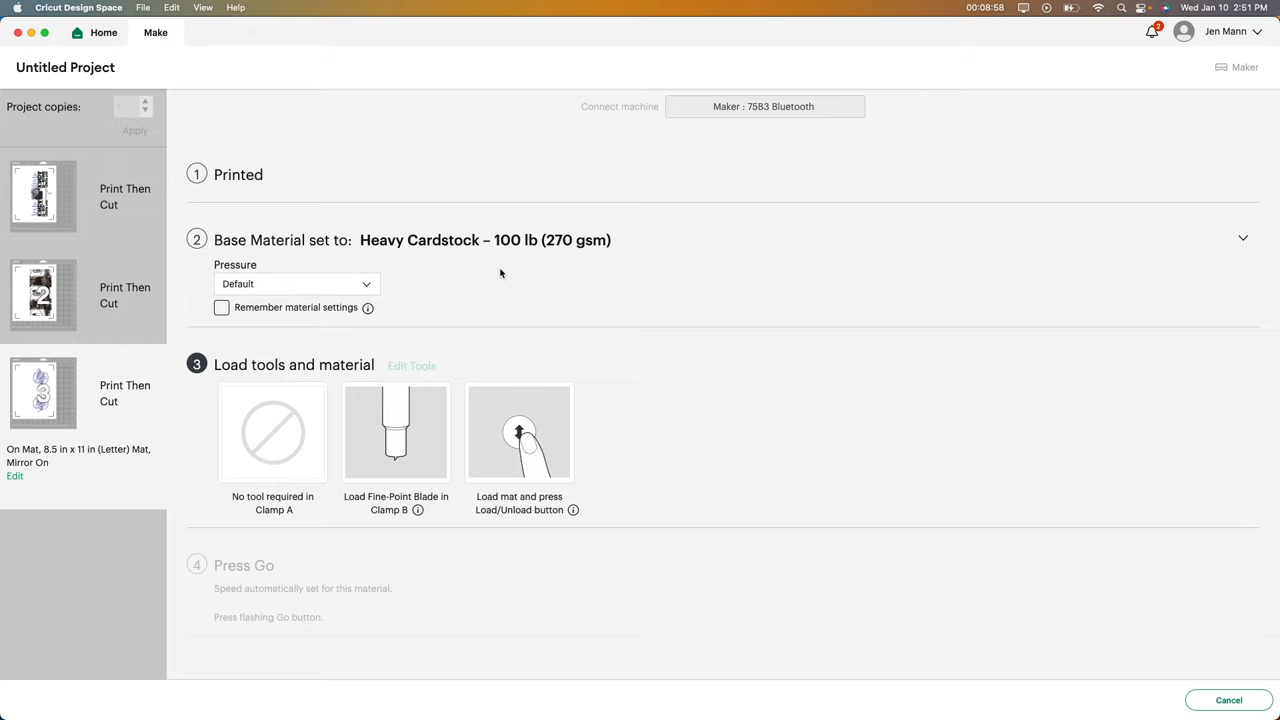 Cricut Design Space File Edit View Help 00:08:58 Wed Jan 10 2:51 PM
Home Make 2 Jen Mann
Untitled Project Maker
Project copies: 1
Apply
Connect machine Maker : 75B3 Bluetooth
Print Then
Cut
Print Then
Cut
Print Then
Cut
On Mat, 8.5 in x 11 in (Letter) Mat,
Mirror On
Edit
1 Printed
2 Base Material set to: Heavy Cardstock – 100 lb (270 gsm)
Pressure
Default
Remember material settings
3 Load tools and material Edit Tools
No tool required in
Clamp A
Load Fine-Point Blade in
Clamp B
Load mat and press
Load/Unload button
4 Press Go
Speed automatically set for this material.
Press flashing Go button.
Cancel